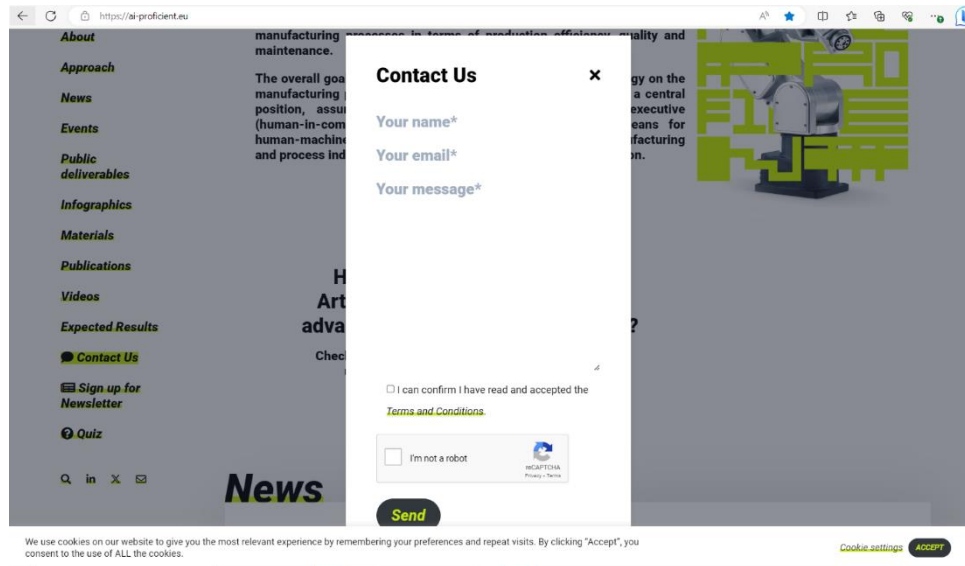 https://ai-proficient.eu
About
Approach
News
Events
Public
deliverables
Infographics
Materials
Publications
Videos
Expected Results
Contact Us
Sign up for
Newsletter
Quiz
manufacturing processes in terms of production efficiency, quality and
maintenance.
The overall goa gy on the
manufacturing a central
position, assu executive
(human-in-com eans for
human-machine ufacturing
and process ind on.
H
Art
adva ?
Chec
Contact Us
Your name*
Your email*
Your message*
I can confirm I have read and accepted the
Terms and Conditions.
I'm not a robot
reCAPTCHA
Privacy - Terms
Send
News
We use cookies on our website to give you the most relevant experience by remembering your preferences and repeat visits. By clicking “Accept”, you
consent to the use of ALL the cookies.
Cookie settings
ACCEPT